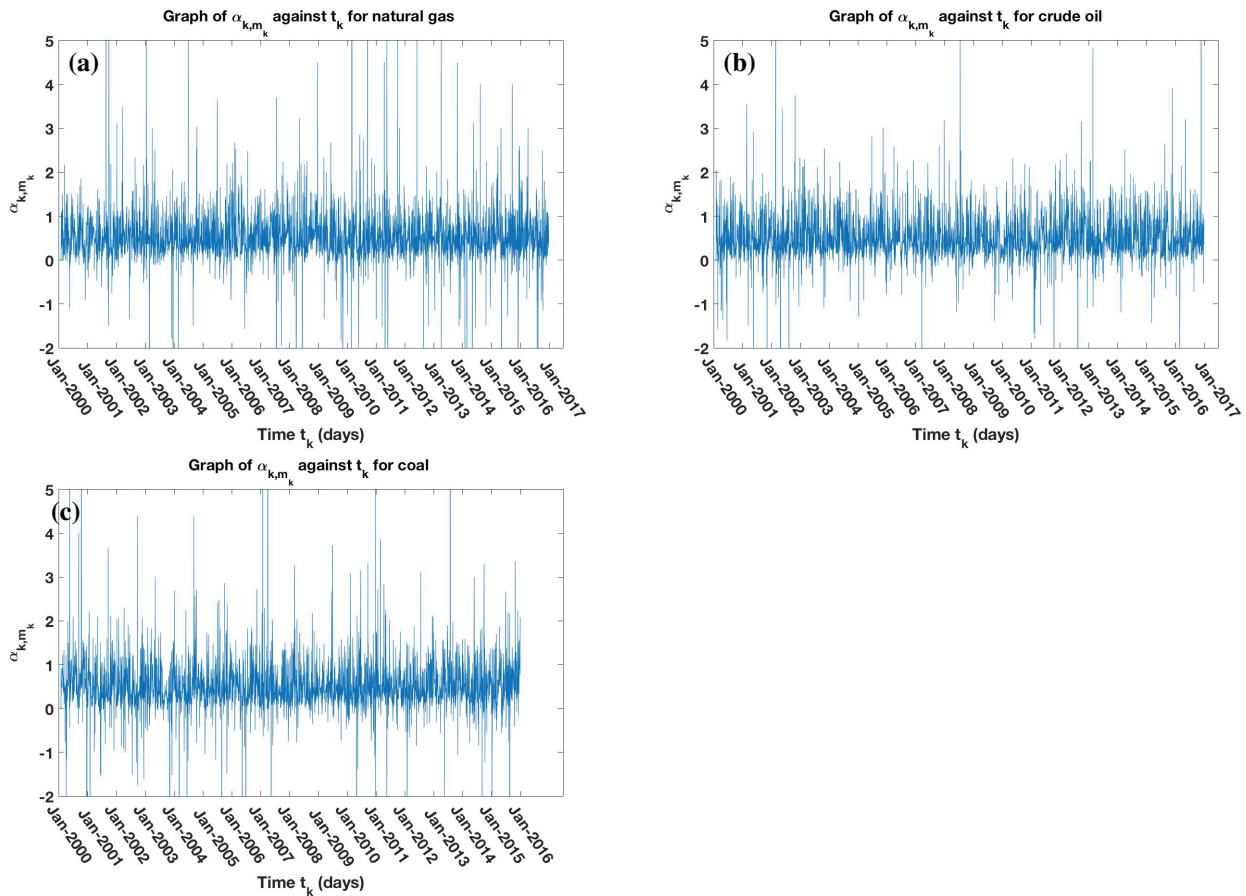 Graph of α_{k,m_k} against t_k for natural gas
(a)
5
4
3
2
1
0
-1
-2
α_{k,m_k}
Jan-2000
Jan-2001
Jan-2002
Jan-2003
Jan-2004
Jan-2005
Jan-2006
Jan-2007
Jan-2008
Jan-2009
Jan-2010
Jan-2011
Jan-2012
Jan-2013
Jan-2014
Jan-2015
Jan-2016
Jan-2017
Time t_k (days)
Graph of α_{k,m_k} against t_k for crude oil
(b)
5
4
3
2
1
0
-1
-2
α_{k,m_k}
Jan-2000
Jan-2001
Jan-2002
Jan-2003
Jan-2004
Jan-2005
Jan-2006
Jan-2007
Jan-2008
Jan-2009
Jan-2010
Jan-2011
Jan-2012
Jan-2013
Jan-2014
Jan-2015
Jan-2016
Jan-2017
Time t_k (days)
Graph of α_{k,m_k} against t_k for coal
(c)
5
4
3
2
1
0
-1
-2
α_{k,m_k}
Jan-2000
Jan-2001
Jan-2002
Jan-2003
Jan-2004
Jan-2005
Jan-2006
Jan-2007
Jan-2008
Jan-2009
Jan-2010
Jan-2011
Jan-2012
Jan-2013
Jan-2014
Jan-2015
Jan-2016
Time t_k (days)